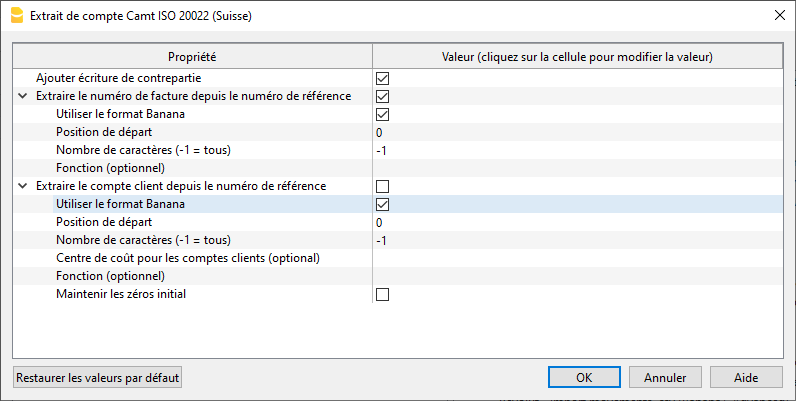 Extrait de compte Camt ISO 20022 (Suisse)
Propriété Valeur (cliquez sur la cellule pour modifier la valeur)
Ajouter écriture de contrepartie
Extraire le numéro de facture depuis le numéro de référence
Utiliser le format Banana
Position de départ 0
Nombre de caractères (-1 = tous) -1
Fonction (optionnel)
Extraire le compte client depuis le numéro de référence
Utiliser le format Banana
Position de départ 0
Nombre de caractères (-1 = tous) -1
Centre de coût pour les comptes clients (optional)
Fonction (optionnel)
Maintenir les zéros initial
Restaurer les valeurs par défaut OK Annuler Aide